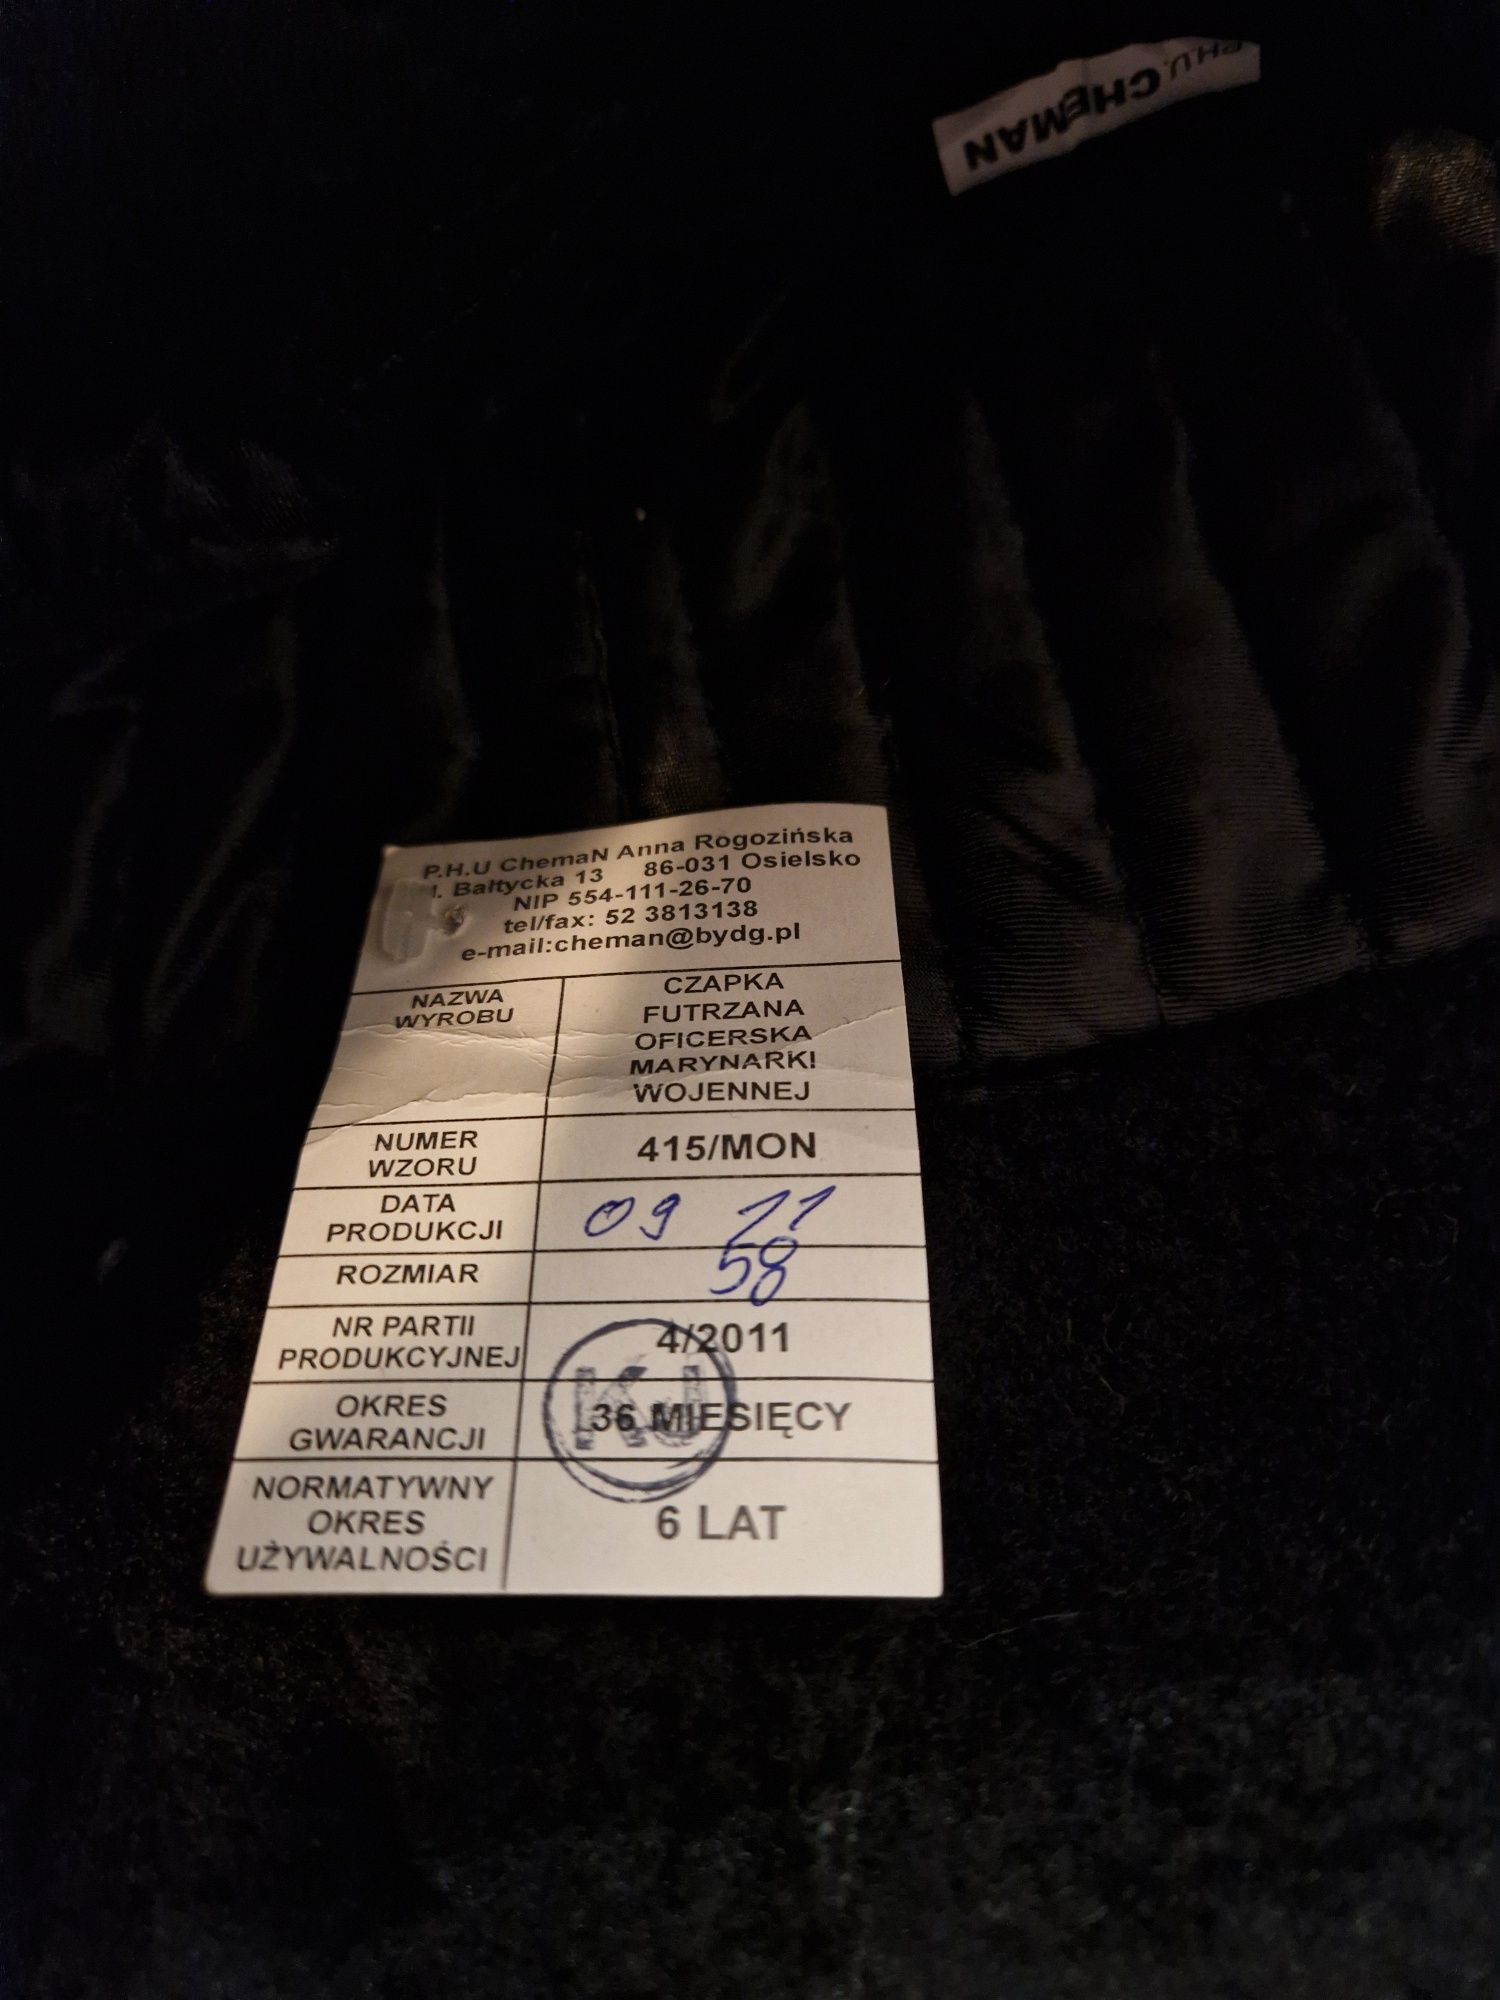 P.H.U. CHEMAN
P.H.U ChemaN Anna Rogozińska
l. Bałtycka 13 86-031 Osielsko
NIP 554-111-26-70
tel/fax: 52 3813138
e-mail:cheman@bydg.pl
NAZWA
WYROBU
CZAPKA
FUTRZANA
OFICERSKA
MARYNARKI
WOJENNEJ
NUMER
WZORU
415/MON
DATA
PRODUKCJI
09 11
ROZMIAR
58
NR PARTII
PRODUKCYJNEJ
4/2011
OKRES
GWARANCJI
36 MIESIĘCY
KJ
NORMATYWNY
OKRES
UŻYWALNOŚCI
6 LAT